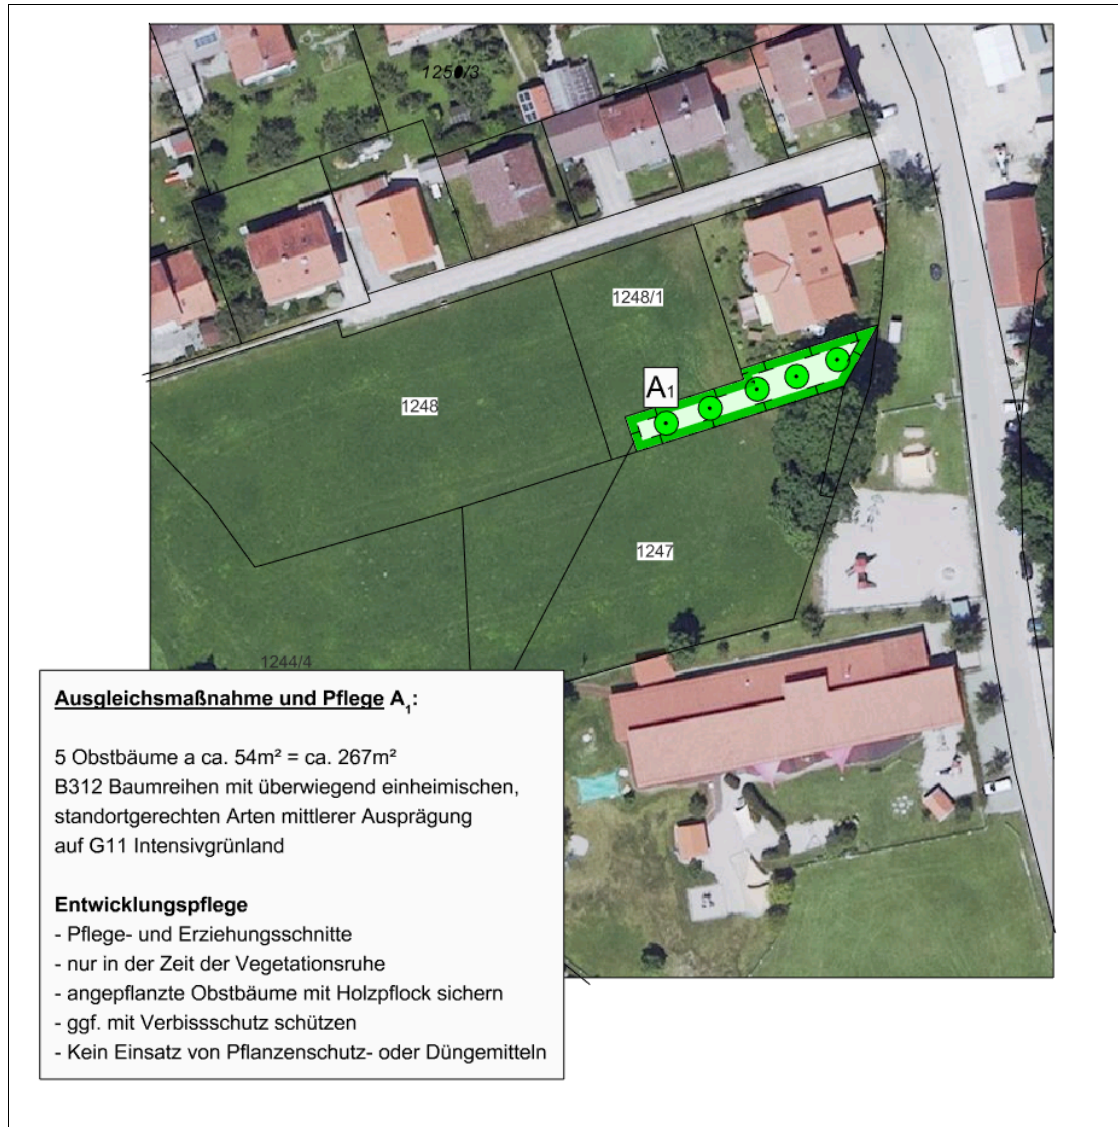 1250/3
1248/1
A1
1248
1247
1244/4
Ausgleichsmaßnahme und Pflege A1:
5 Obstbäume a ca. 54m² = ca. 267m²
B312 Baumreihen mit überwiegend einheimischen,
standortgerechten Arten mittlerer Ausprägung
auf G11 Intensivgrünland
Entwicklungspflege
- Pflege- und Erziehungsschnitte
- nur in der Zeit der Vegetationsruhe
- angepflanzte Obstbäume mit Holzpflock sichern
- ggf. mit Verbissschutz schützen
- Kein Einsatz von Pflanzenschutz- oder Düngemitteln